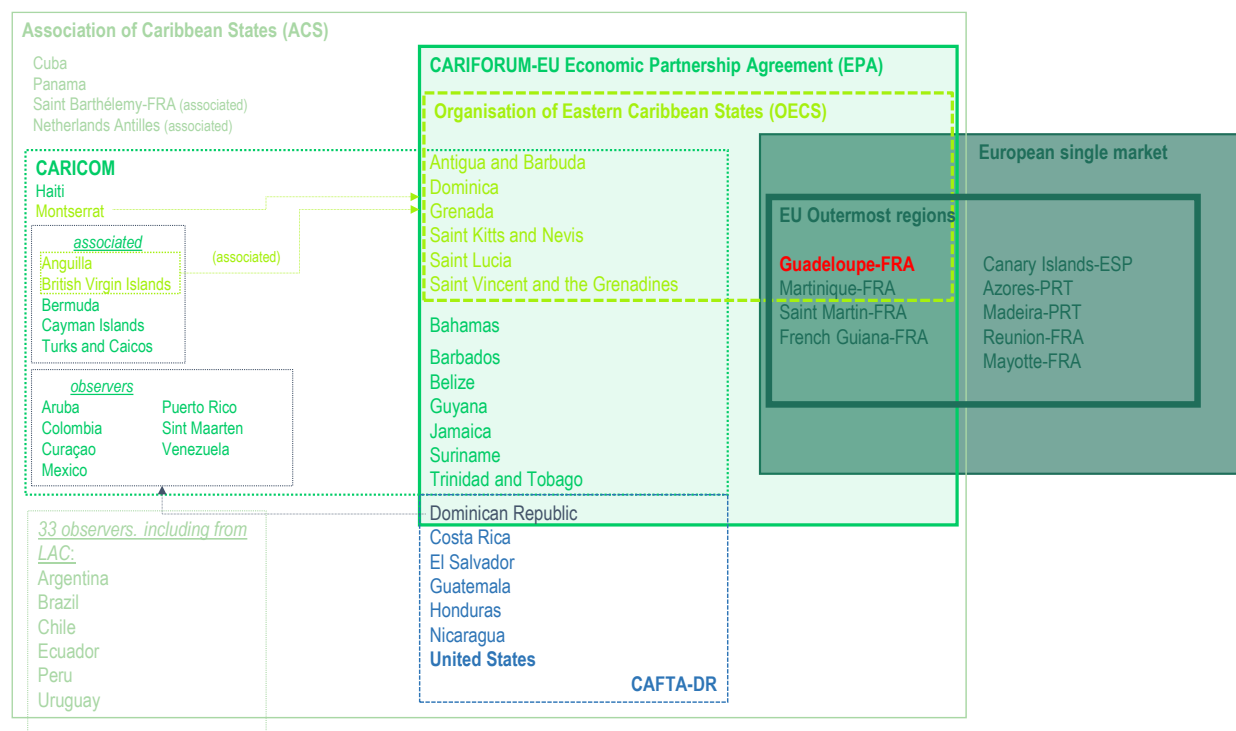 Association of Caribbean States (ACS)
Cuba
Panama
Saint Barthélemy-FRA (associated)
Netherlands Antilles (associated)
CARICOM
Haiti
Montserrat
associated
Anguilla
British Virgin Islands
(associated)
Bermuda
Cayman Islands
Turks and Caicos
observers
Aruba
Colombia
Curaçao
Mexico
Puerto Rico
Sint Maarten
Venezuela
33 observers. including from
LAC:
Argentina
Brazil
Chile
Ecuador
Peru
Uruguay
CARIFORUM-EU Economic Partnership Agreement (EPA)
Organisation of Eastern Caribbean States (OECS)
Antigua and Barbuda
Dominica
Grenada
Saint Kitts and Nevis
Saint Lucia
Saint Vincent and the Grenadines
Bahamas
Barbados
Belize
Guyana
Jamaica
Suriname
Trinidad and Tobago
Dominican Republic
Costa Rica
El Salvador
Guatemala
Honduras
Nicaragua
United States
CAFTA-DR
European single market
EU Outermost regions
Guadeloupe-FRA
Martinique-FRA
Saint Martin-FRA
French Guiana-FRA
Canary Islands-ESP
Azores-PRT
Madeira-PRT
Reunion-FRA
Mayotte-FRA